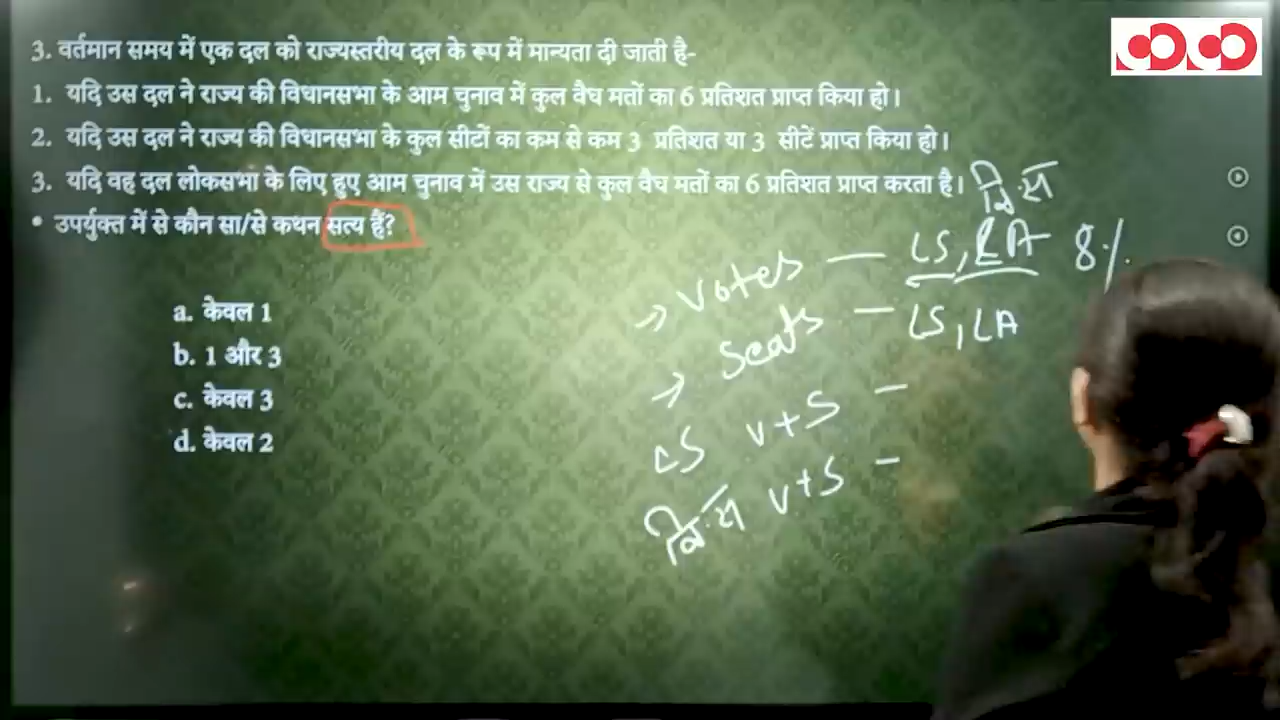 3. वर्तमान समय में एक दल को राज्यस्तरीय दल के रूप में मान्यता दी जाती है-
1. यदि उस दल ने राज्य की विधानसभा के आम चुनाव में कुल वैध मतों का 6 प्रतिशत प्राप्त किया हो।
2. यदि उस दल ने राज्य की विधानसभा के कुल सीटों का कम से कम 3 प्रतिशत या 3 सीटें प्राप्त किया हो।
3. यदि वह दल लोकसभा के लिए हुए आम चुनाव में उस राज्य से कुल वैध मतों का 6 प्रतिशत प्राप्त करता है।
• उपर्युक्त में से कौन सा/से कथन सत्य हैं?
a. केवल 1
b. 1 और 3
c. केवल 3
d. केवल 2
वि.स
→ Votes — LS, LA 8%
→ Seats — LS, LA
LS V+S —
वि.स V+S —